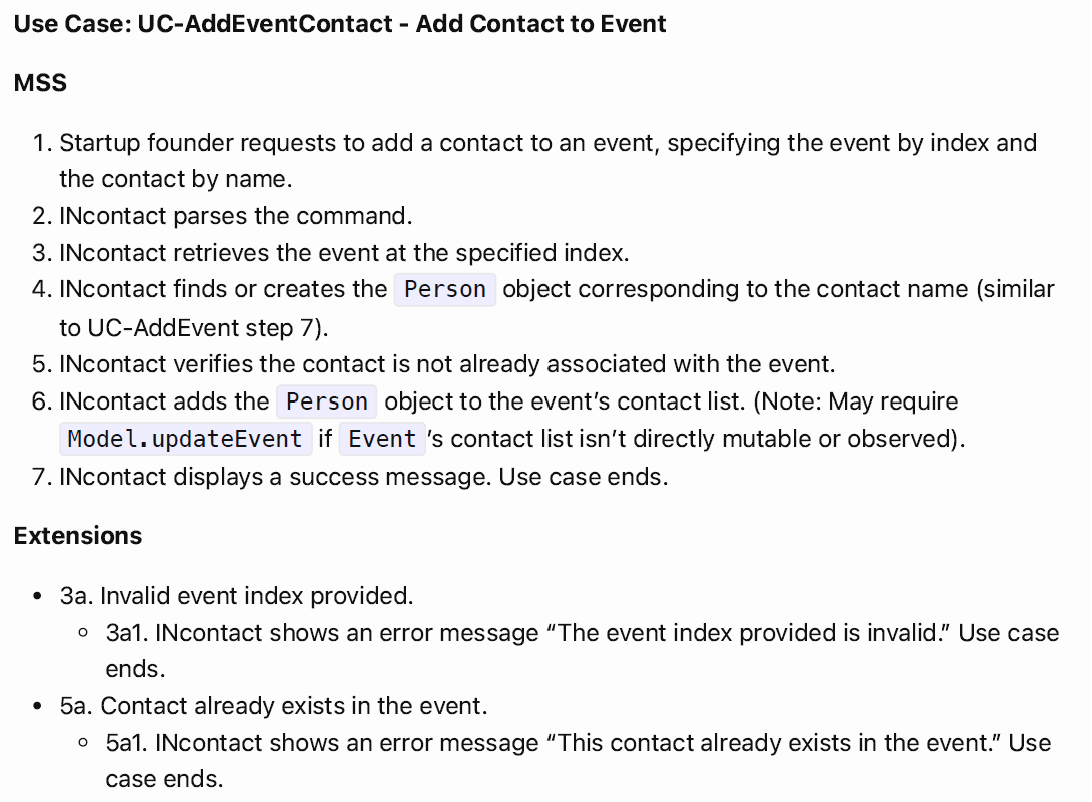 Use Case: UC-AddEventContact - Add Contact to Event
MSS
1. Startup founder requests to add a contact to an event, specifying the event by index and
the contact by name.
2. INcontact parses the command.
3. INcontact retrieves the event at the specified index.
4. INcontact finds or creates the Person object corresponding to the contact name (similar
to UC-AddEvent step 7).
5. INcontact verifies the contact is not already associated with the event.
6. INcontact adds the Person object to the event’s contact list. (Note: May require
Model.updateEvent if Event’s contact list isn’t directly mutable or observed).
7. INcontact displays a success message. Use case ends.
Extensions
• 3a. Invalid event index provided.
◦ 3a1. INcontact shows an error message “The event index provided is invalid.” Use case
ends.
• 5a. Contact already exists in the event.
◦ 5a1. INcontact shows an error message “This contact already exists in the event.” Use
case ends.